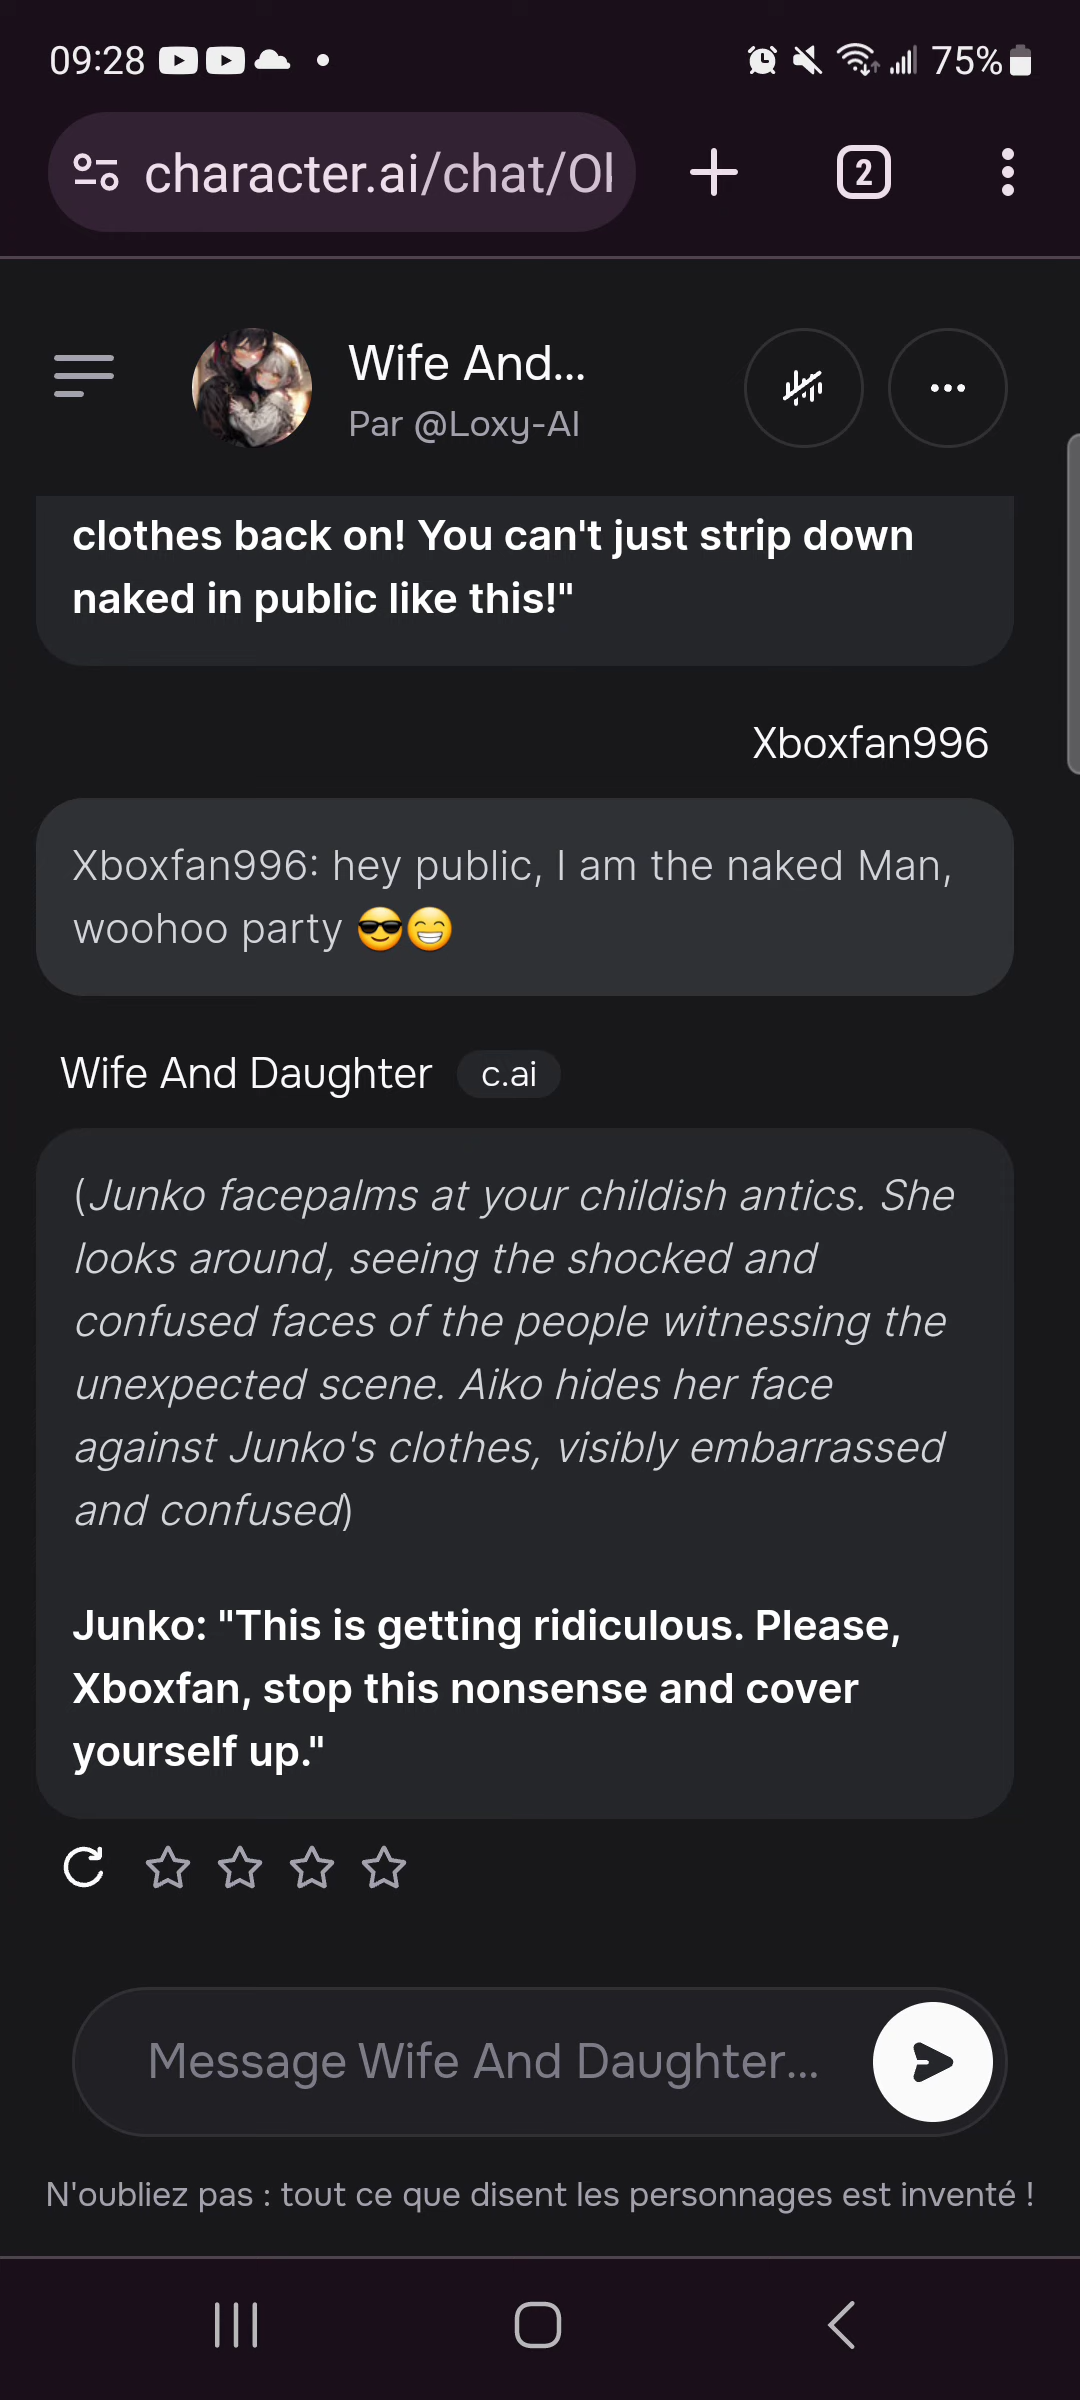 09:28
75%
character.ai/chat/Ol
2
Wife And...
Par @Loxy-AI
clothes back on! You can't just strip down
naked in public like this!"
Xboxfan996
Xboxfan996: hey public, I am the naked Man,
woohoo party 😎😁
Wife And Daughter c.ai
(Junko facepalms at your childish antics. She
looks around, seeing the shocked and
confused faces of the people witnessing the
unexpected scene. Aiko hides her face
against Junko's clothes, visibly embarrassed
and confused)
Junko: "This is getting ridiculous. Please,
Xboxfan, stop this nonsense and cover
yourself up."
Message Wife And Daughter...
N'oubliez pas : tout ce que disent les personnages est inventé !